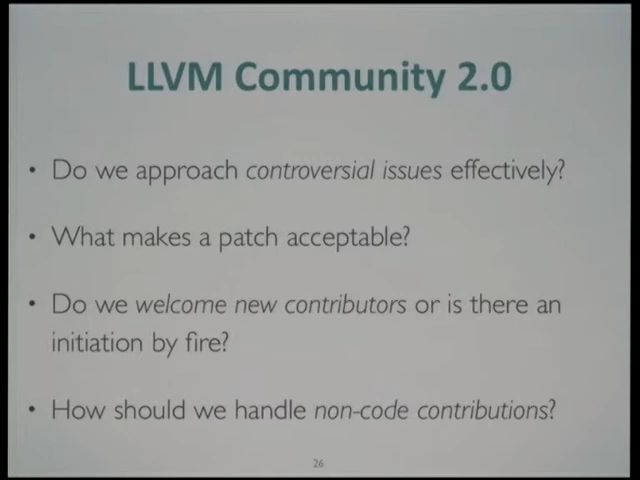 LLVM Community 2.0
• Do we approach controversial issues effectively?
• What makes a patch acceptable?
• Do we welcome new contributors or is there an
initiation by fire?
• How should we handle non-code contributions?
26